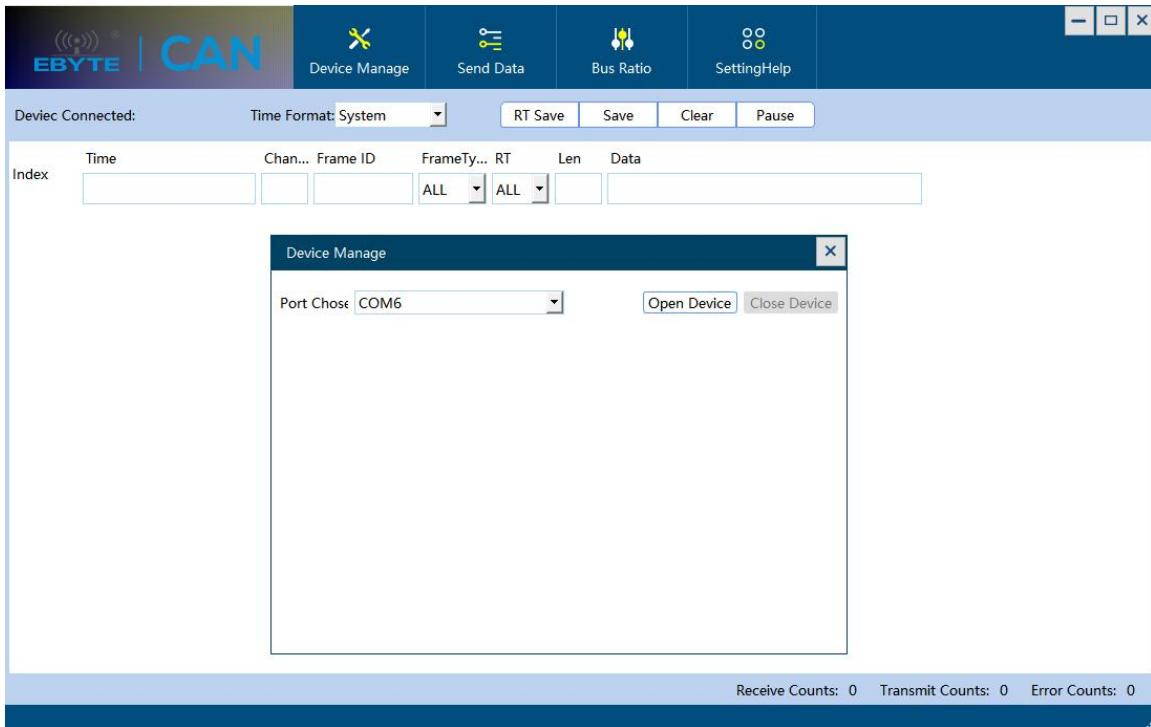 EBYTE ® | CAN
Device Manage
Send Data
Bus Ratio
SettingHelp
Deviec Connected:
Time Format: System
RT Save
Save
Clear
Pause
Index
Time
Chan...
Frame ID
FrameTy...
RT
Len
Data
ALL
ALL
Device Manage
Port Chose
COM6
Open Device
Close Device
Receive Counts: 0
Transmit Counts: 0
Error Counts: 0